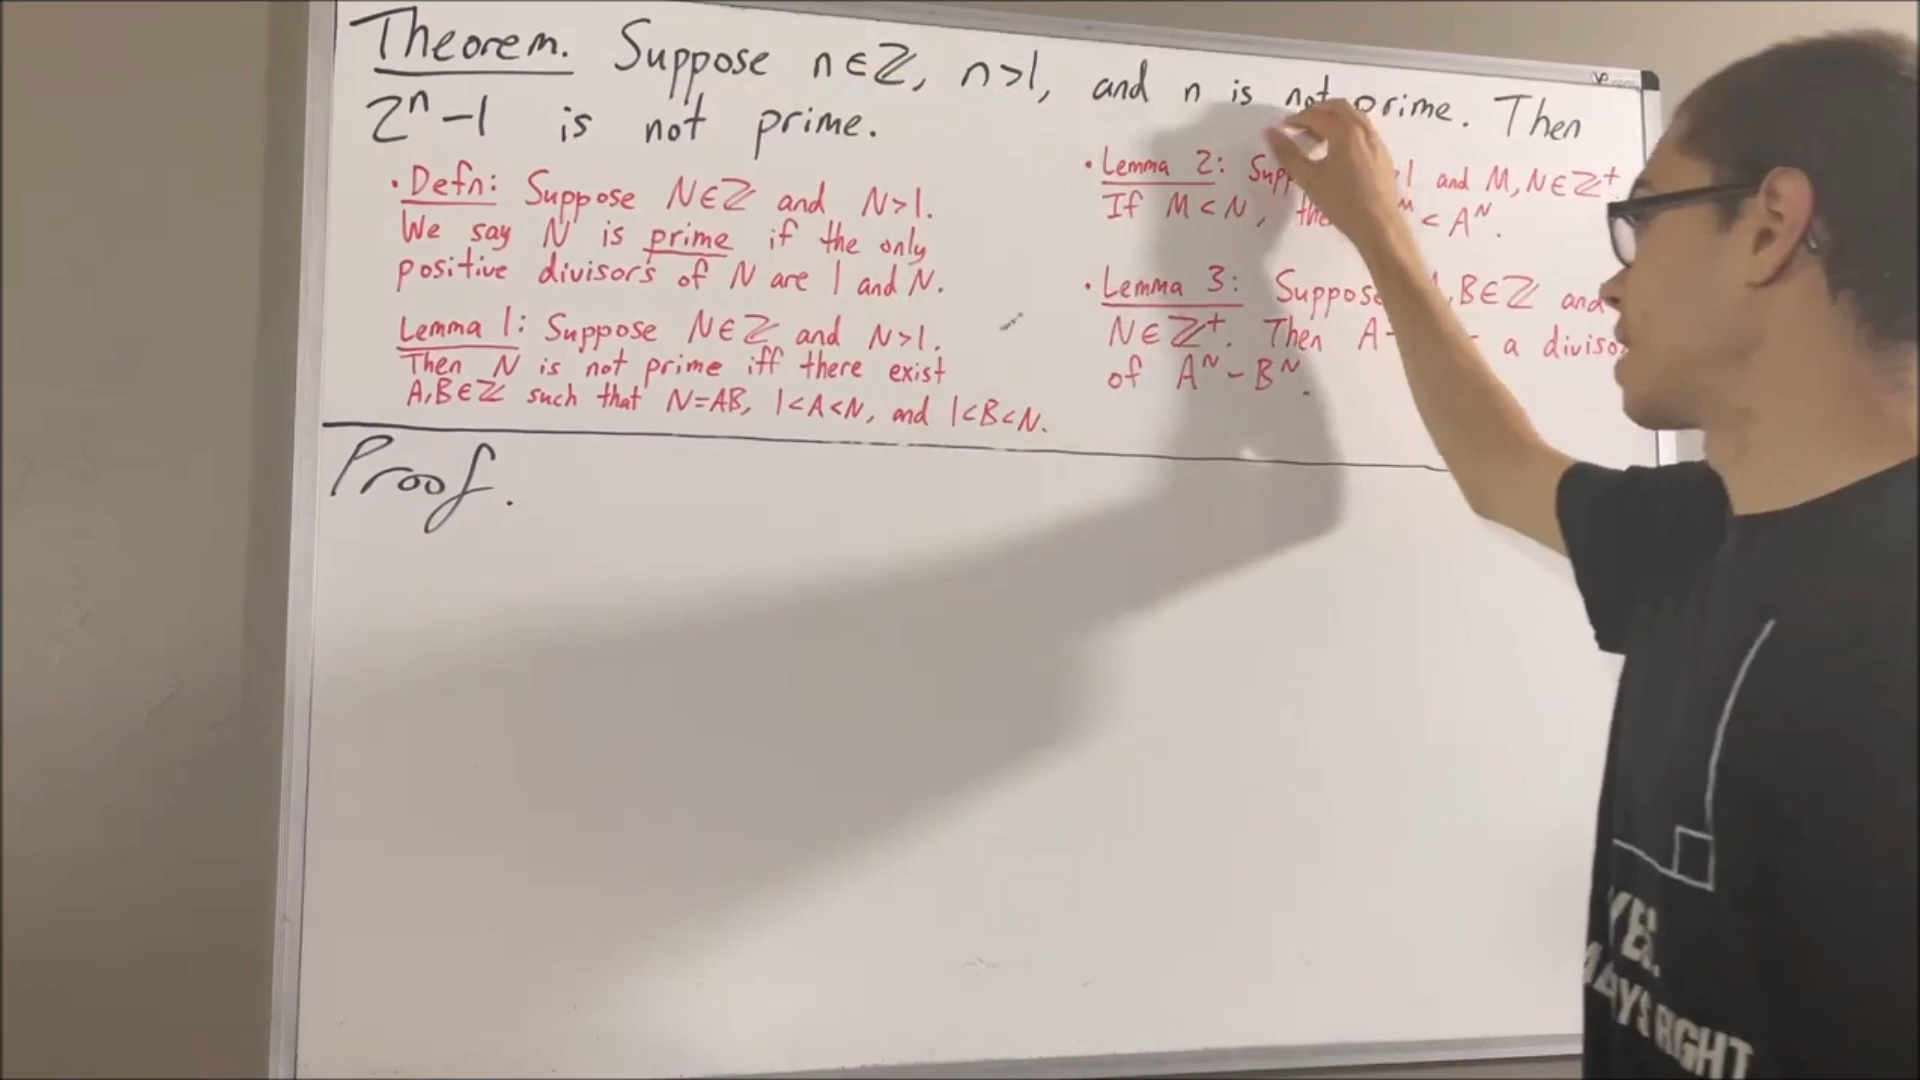 Theorem. Suppose n∈ℤ, n>1, and n is not prime. Then
2ⁿ-1 is not prime.
• Defn: Suppose N∈ℤ and N>1.
We say N is prime if the only
positive divisors of N are 1 and N.
Lemma 1: Suppose N∈ℤ and N>1.
Then N is not prime iff there exist
A,B∈ℤ such that N=AB, 1<A<N, and 1<B<N.
• Lemma 2: >1 and M,N∈ℤ⁺.
If M<N, ᴹ < Aᴺ.
• Lemma 3: Suppose ,B∈ℤ and
N∈ℤ⁺. Then A- a
of Aᴺ-Bᴺ.
Proof.
RIGHT